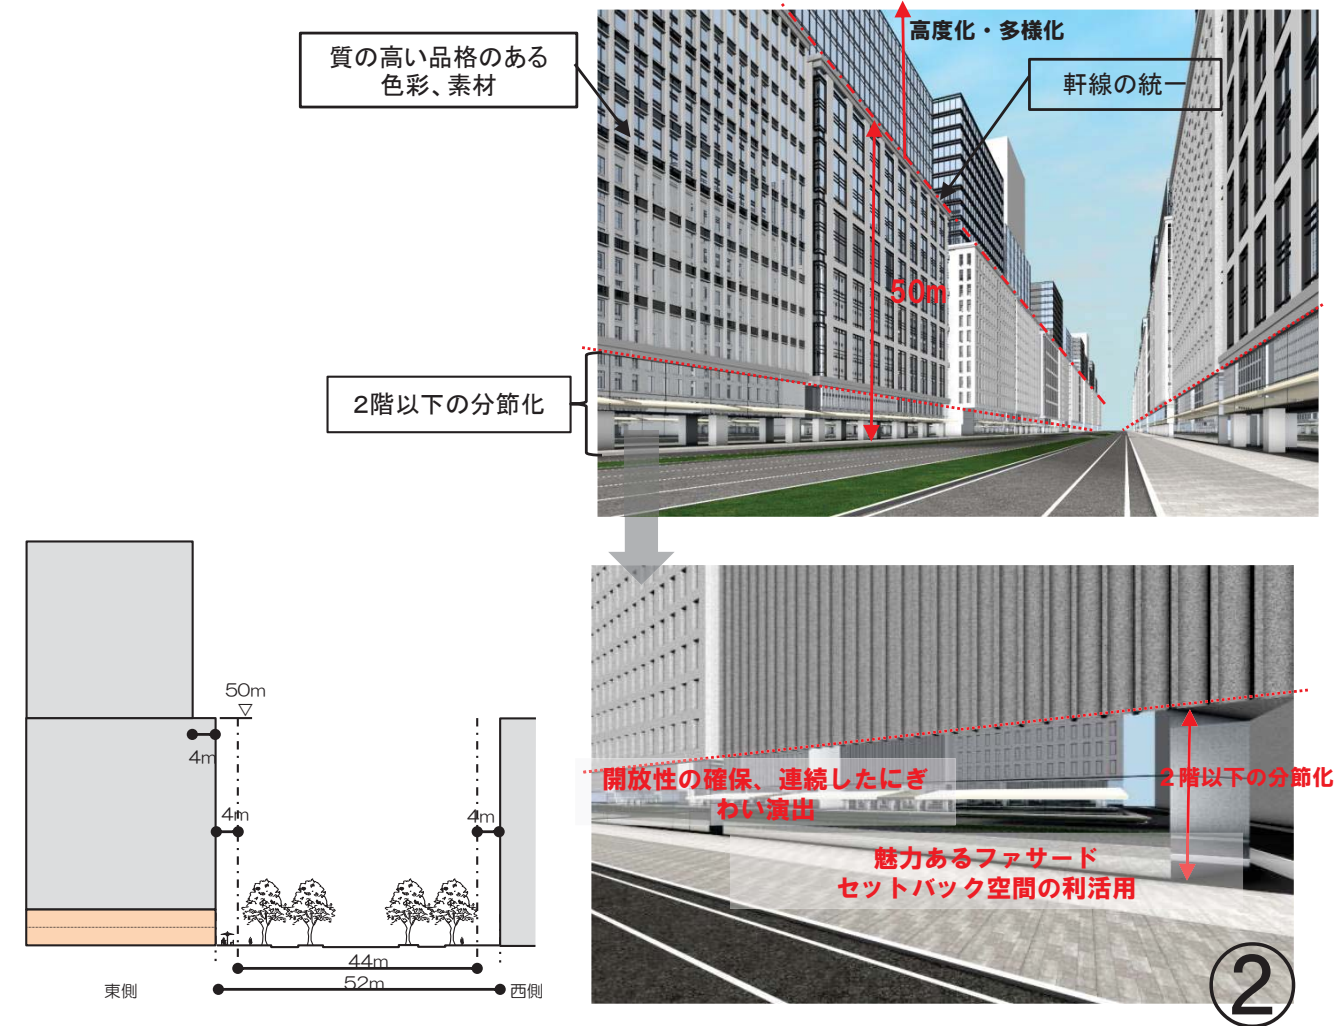 高度化・多様化
質の高い品格のある
色彩、素材
軒線の統一
50m
2階以下の分節化
50m
4m
4m
4m
44m
52m
東側
西側
開放性の確保、連続したにぎ
わい演出
2階以下の分節化
魅力あるファサード
セットバック空間の利活用
②